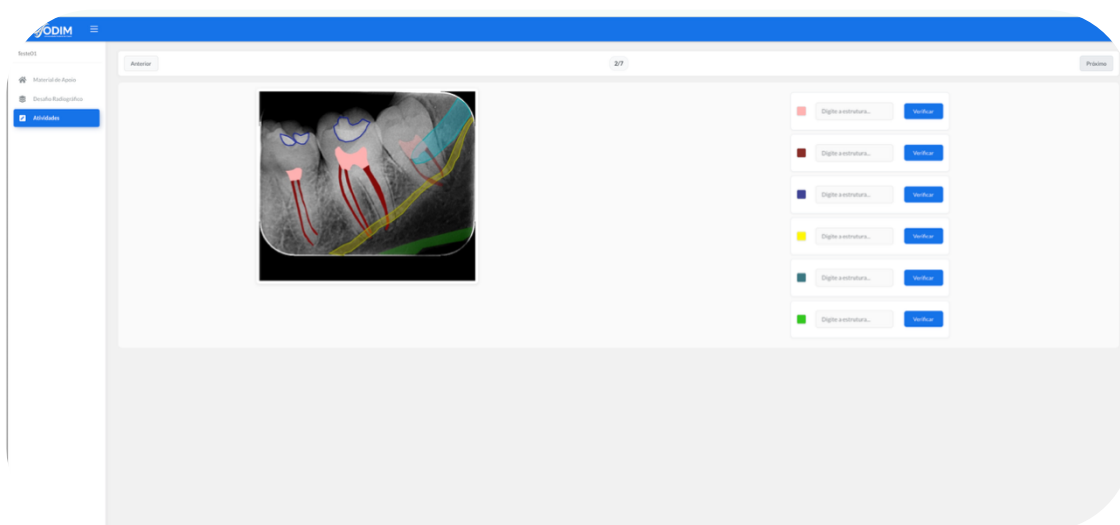 ODIM
Teste01
Anterior
2/7
Próximo
Material de Apoio
Desafio Radiográfico
Atividades
Digite a estrutura...
Verificar
Digite a estrutura...
Verificar
Digite a estrutura...
Verificar
Digite a estrutura...
Verificar
Digite a estrutura...
Verificar
Digite a estrutura...
Verificar